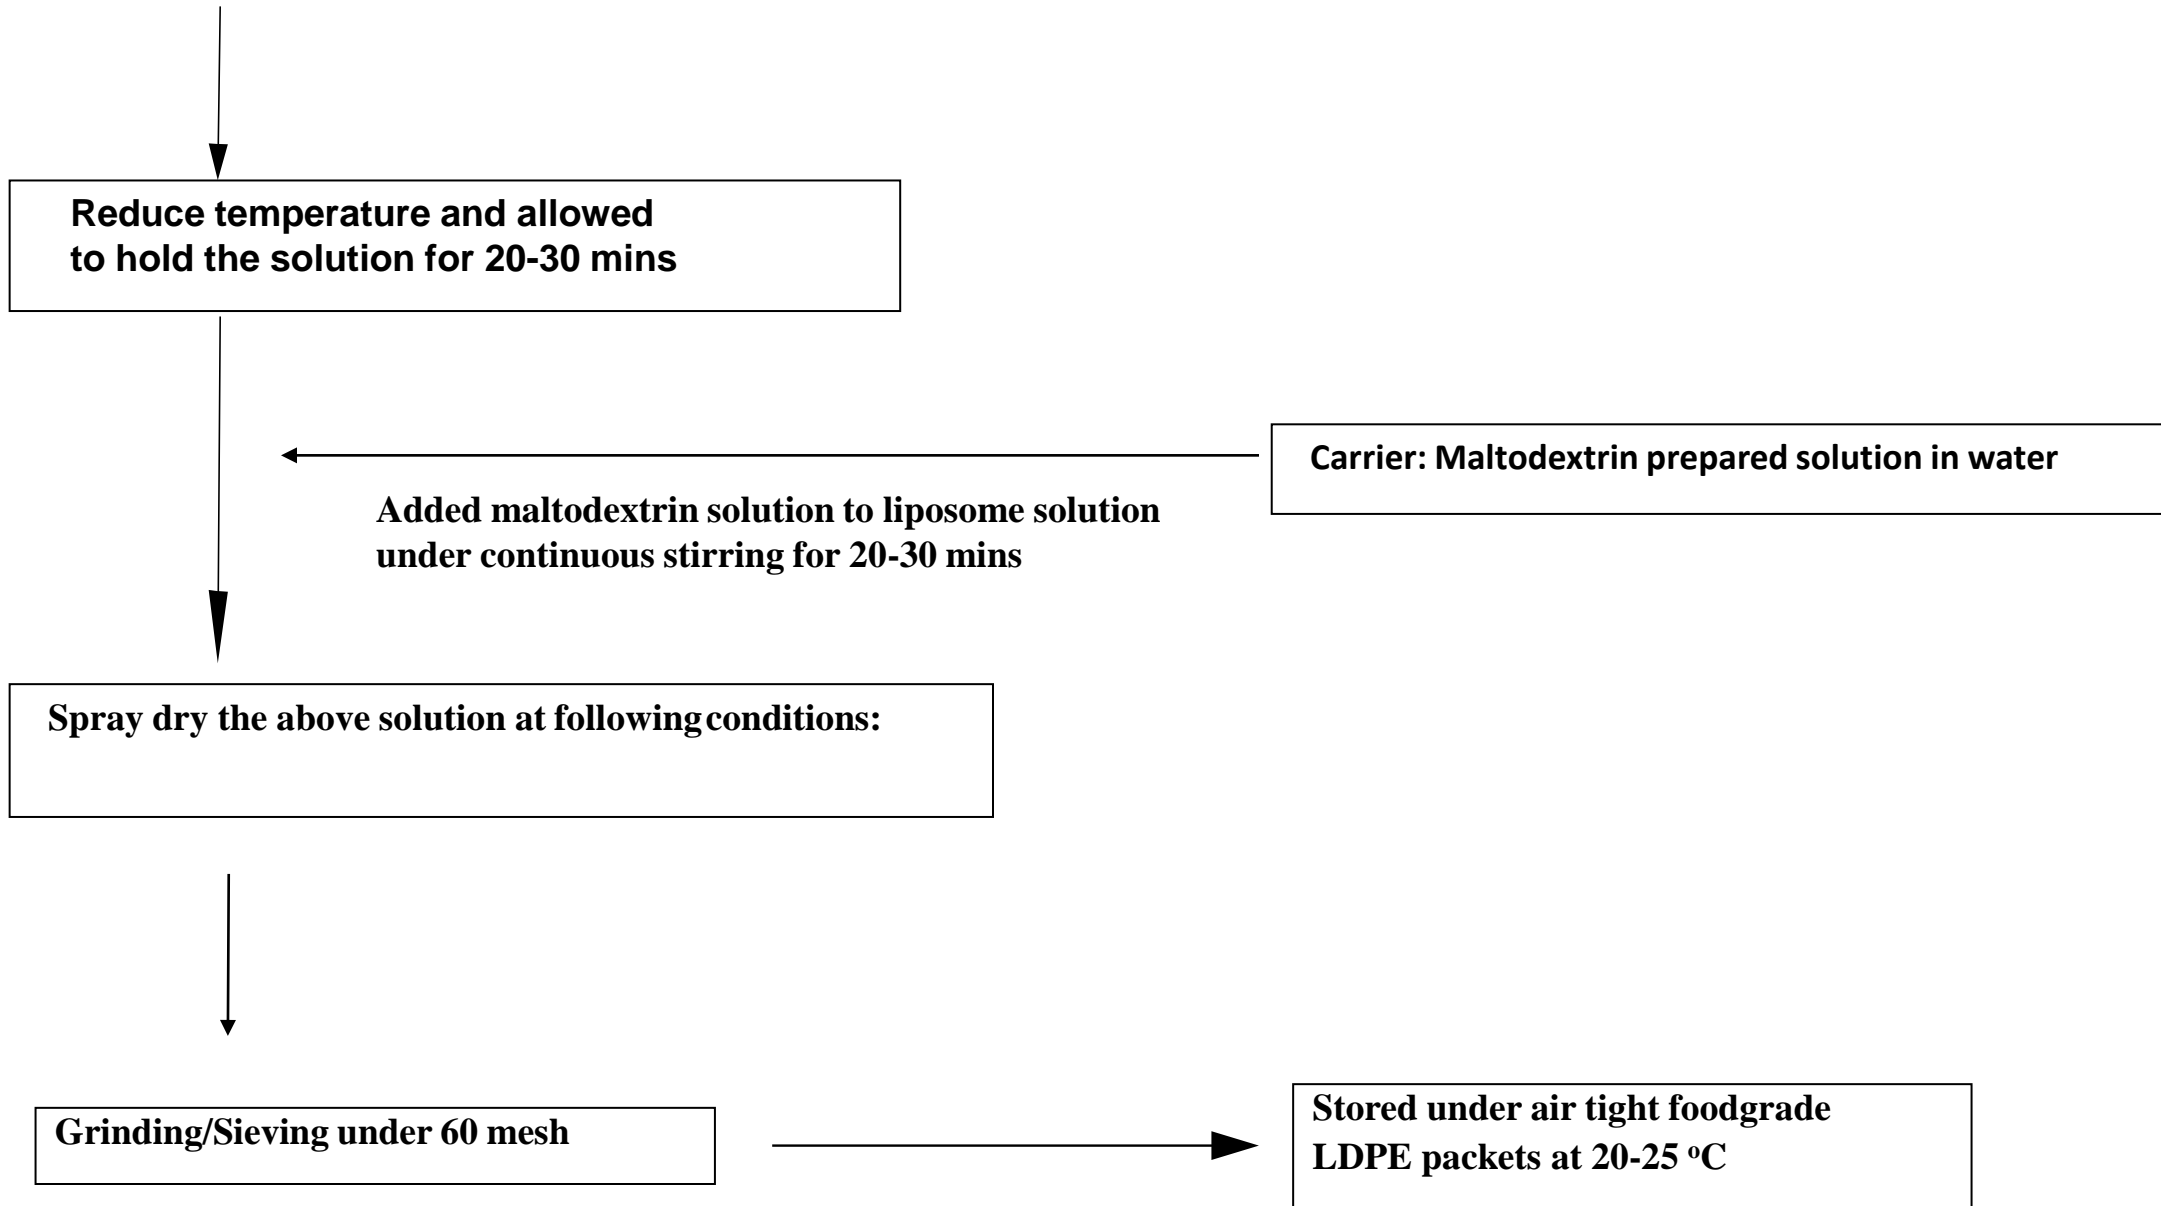 Reduce temperature and allowed
to hold the solution for 20-30 mins
Carrier: Maltodextrin prepared solution in water
Added maltodextrin solution to liposome solution
under continuous stirring for 20-30 mins
Spray dry the above solution at following conditions:
Grinding/Sieving under 60 mesh
Stored under air tight foodgrade
LDPE packets at 20-25 ºC